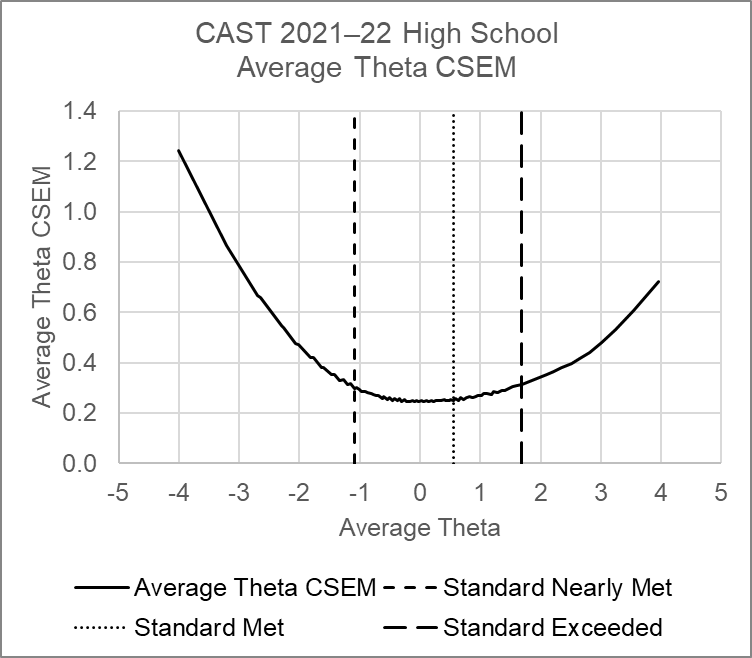 CAST 2021–22 High School
Average Theta CSEM
Average Theta CSEM
1.4
1.2
1.0
0.8
0.6
0.4
0.2
0.0
-5 -4 -3 -2 -1 0 1 2 3 4 5
Average Theta
Average Theta CSEM Standard Nearly Met
Standard Met Standard Exceeded